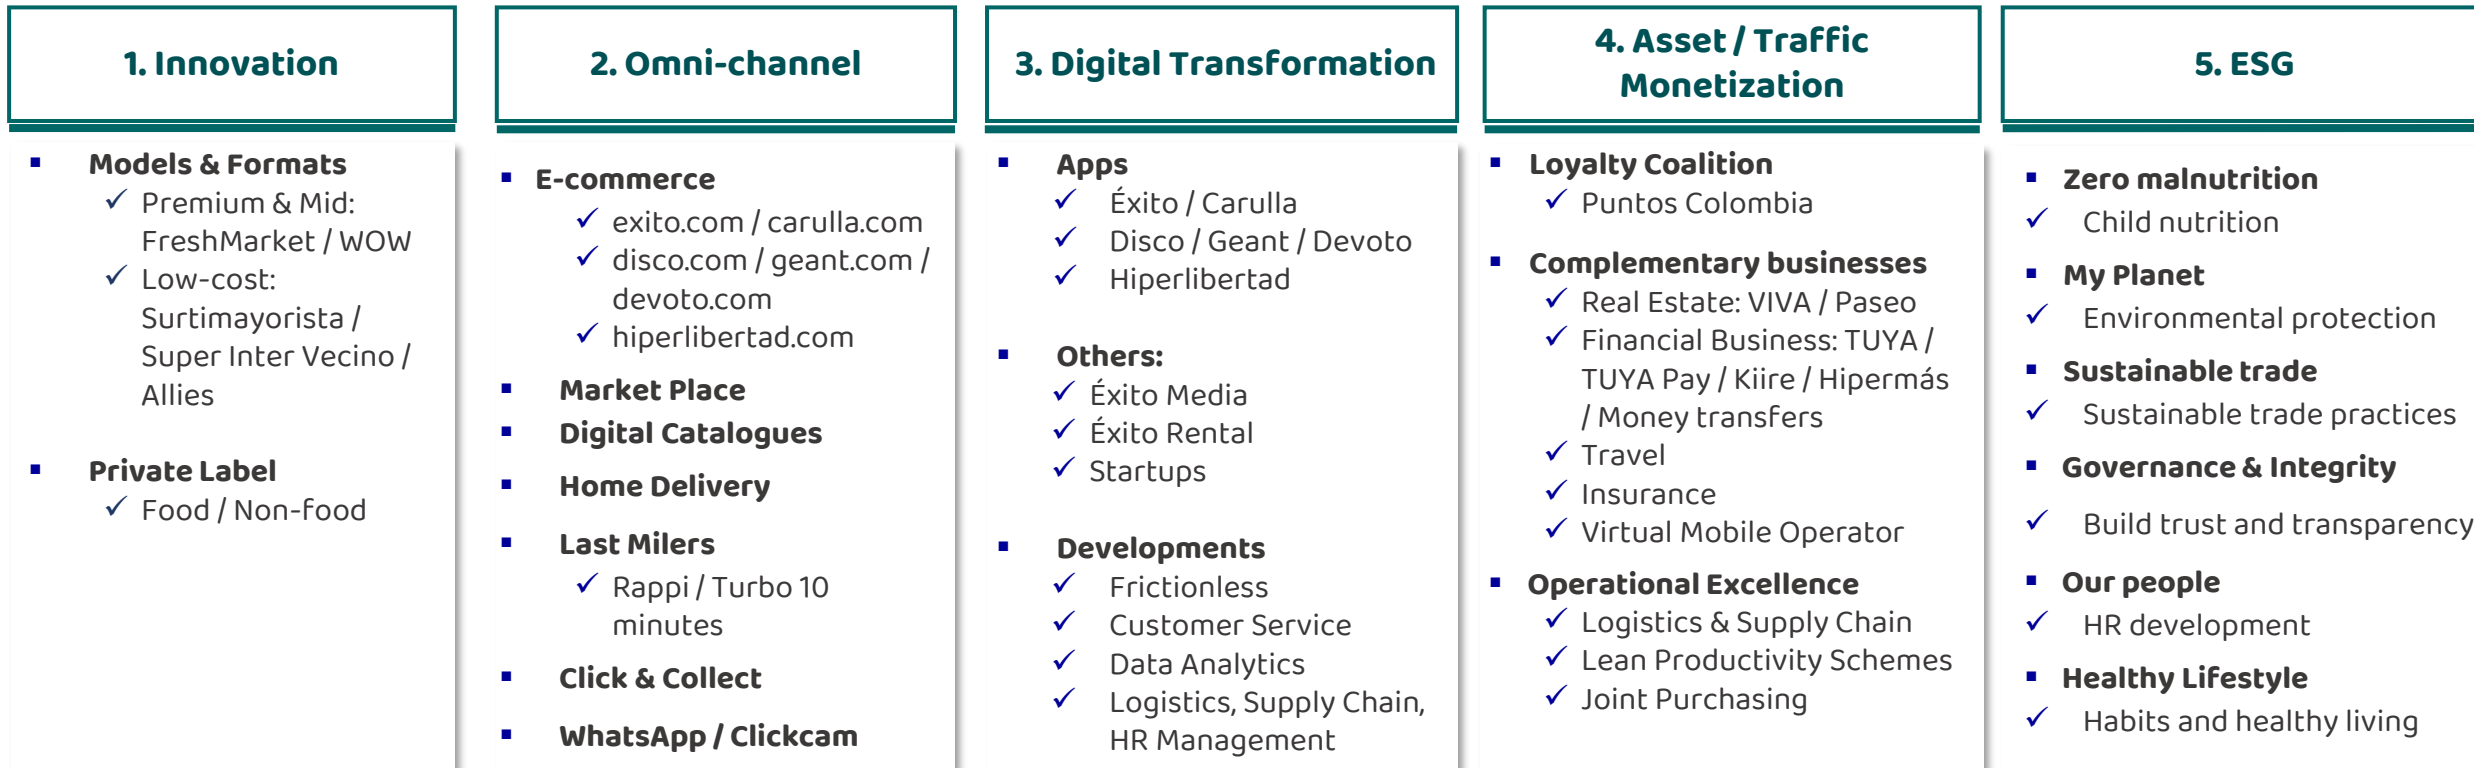 1. Innovation
Models & Formats
Premium & Mid:
FreshMarket / WOW
Low-cost:
Surtimayorista /
Super Inter Vecino /
Allies
Private Label
Food / Non-food
2. Omni-channel
E-commerce
exito.com / carulla.com
disco.com / geant.com /
devoto.com
hiperlibertad.com
Market Place
Digital Catalogues
Home Delivery
Last Milers
Rappi / Turbo 10
minutes
Click & Collect
WhatsApp / Clickcam
3. Digital Transformation
Apps
Éxito / Carulla
Disco / Geant / Devoto
Hiperlibertad
Others:
Éxito Media
Éxito Rental
Startups
Developments
Frictionless
Customer Service
Data Analytics
Logistics, Supply Chain,
HR Management
4. Asset / Traffic
Monetization
Loyalty Coalition
Puntos Colombia
Complementary businesses
Real Estate: VIVA / Paseo
Financial Business: TUYA /
TUYA Pay / Kiire / Hipermás
/ Money transfers
Travel
Insurance
Virtual Mobile Operator
Operational Excellence
Logistics & Supply Chain
Lean Productivity Schemes
Joint Purchasing
5. ESG
Zero malnutrition
Child nutrition
My Planet
Environmental protection
Sustainable trade
Sustainable trade practices
Governance & Integrity
Build trust and transparency
Our people
HR development
Healthy Lifestyle
Habits and healthy living